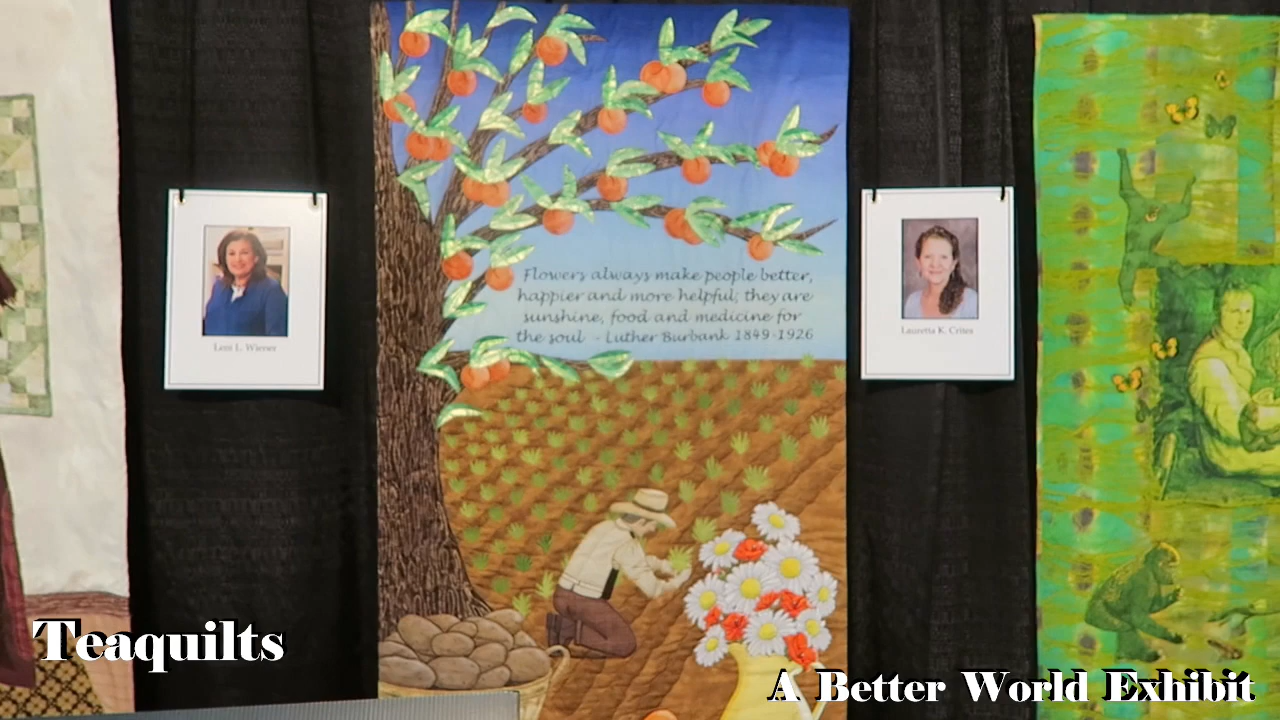 Flowers always make people better,
happier and more helpful; they are
sunshine, food and medicine for
the soul -- Luther Burbank 1849-1926
Leni L. Wiener
Lauretta K. Crites
Teaquilts
A Better World Exhibit